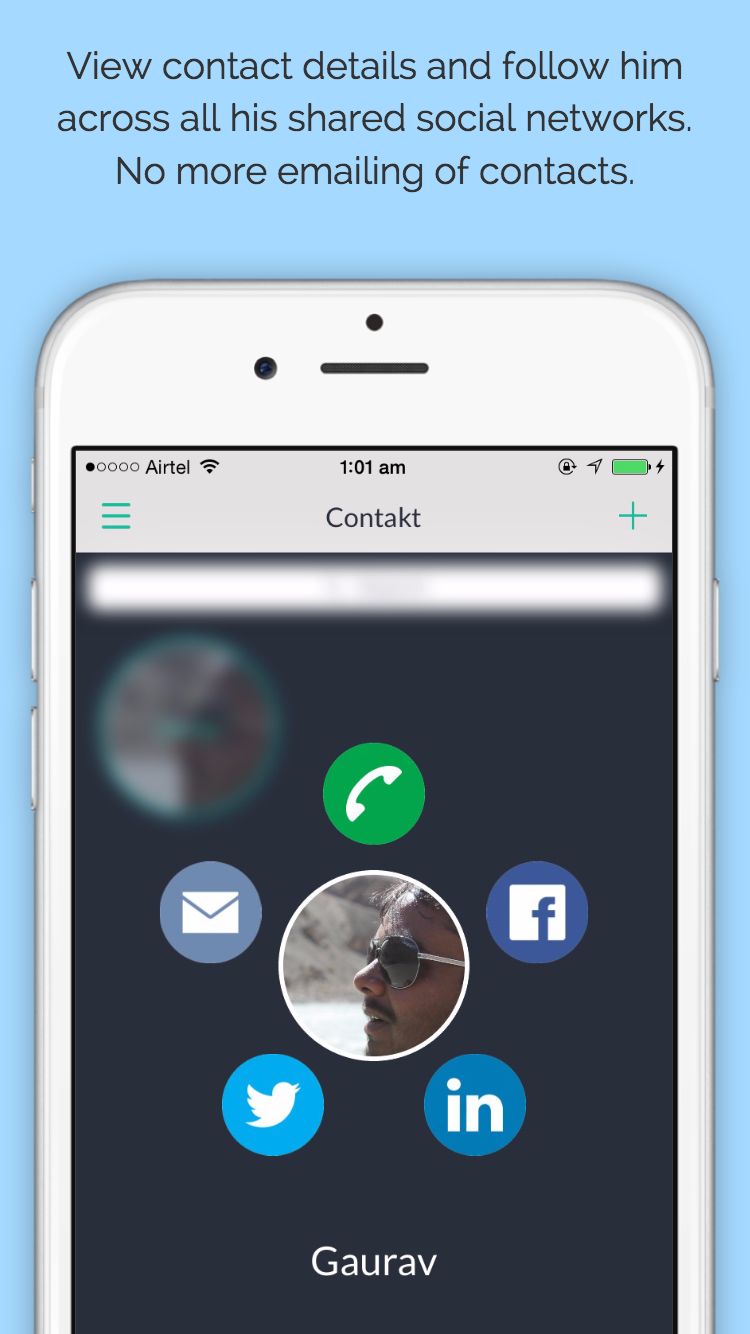 View contact details and follow him
across all his shared social networks.
No more emailing of contacts.
Airtel 1:01 am
Contakt
f
in
Gaurav